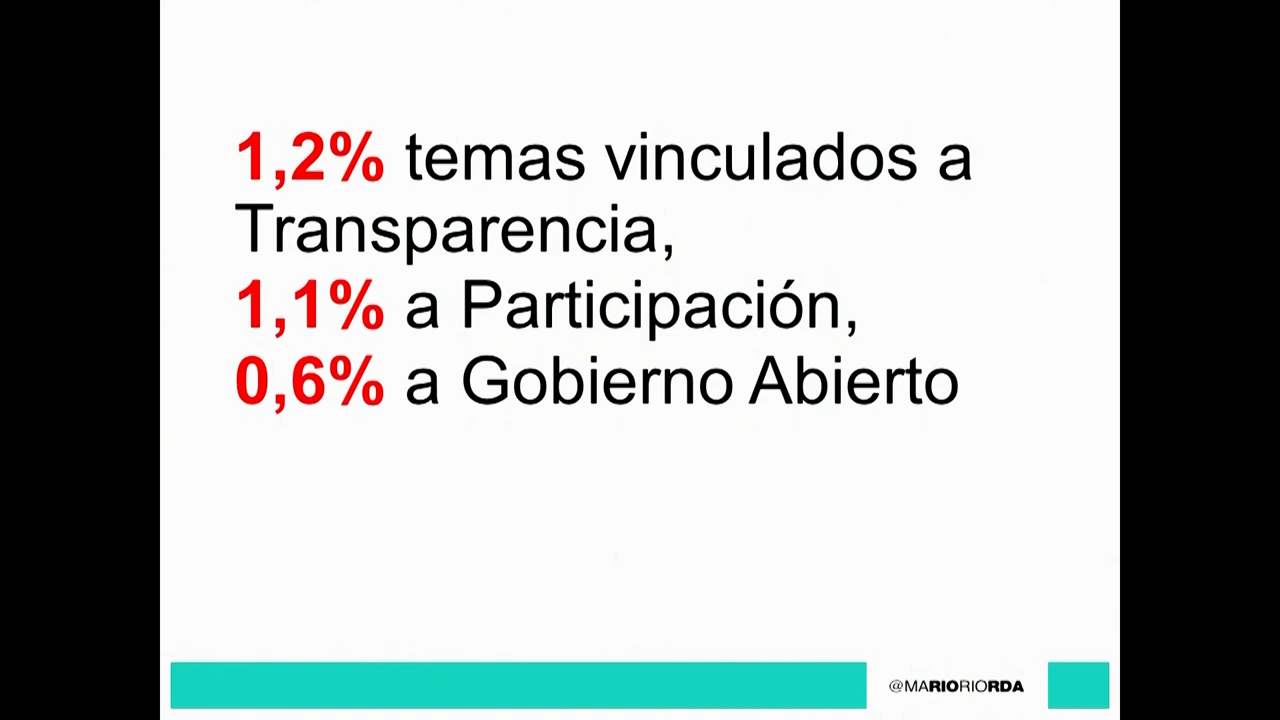 1,2% temas vinculados a
Transparencia,
1,1% a Participación,
0,6% a Gobierno Abierto
@MARIORIORDA